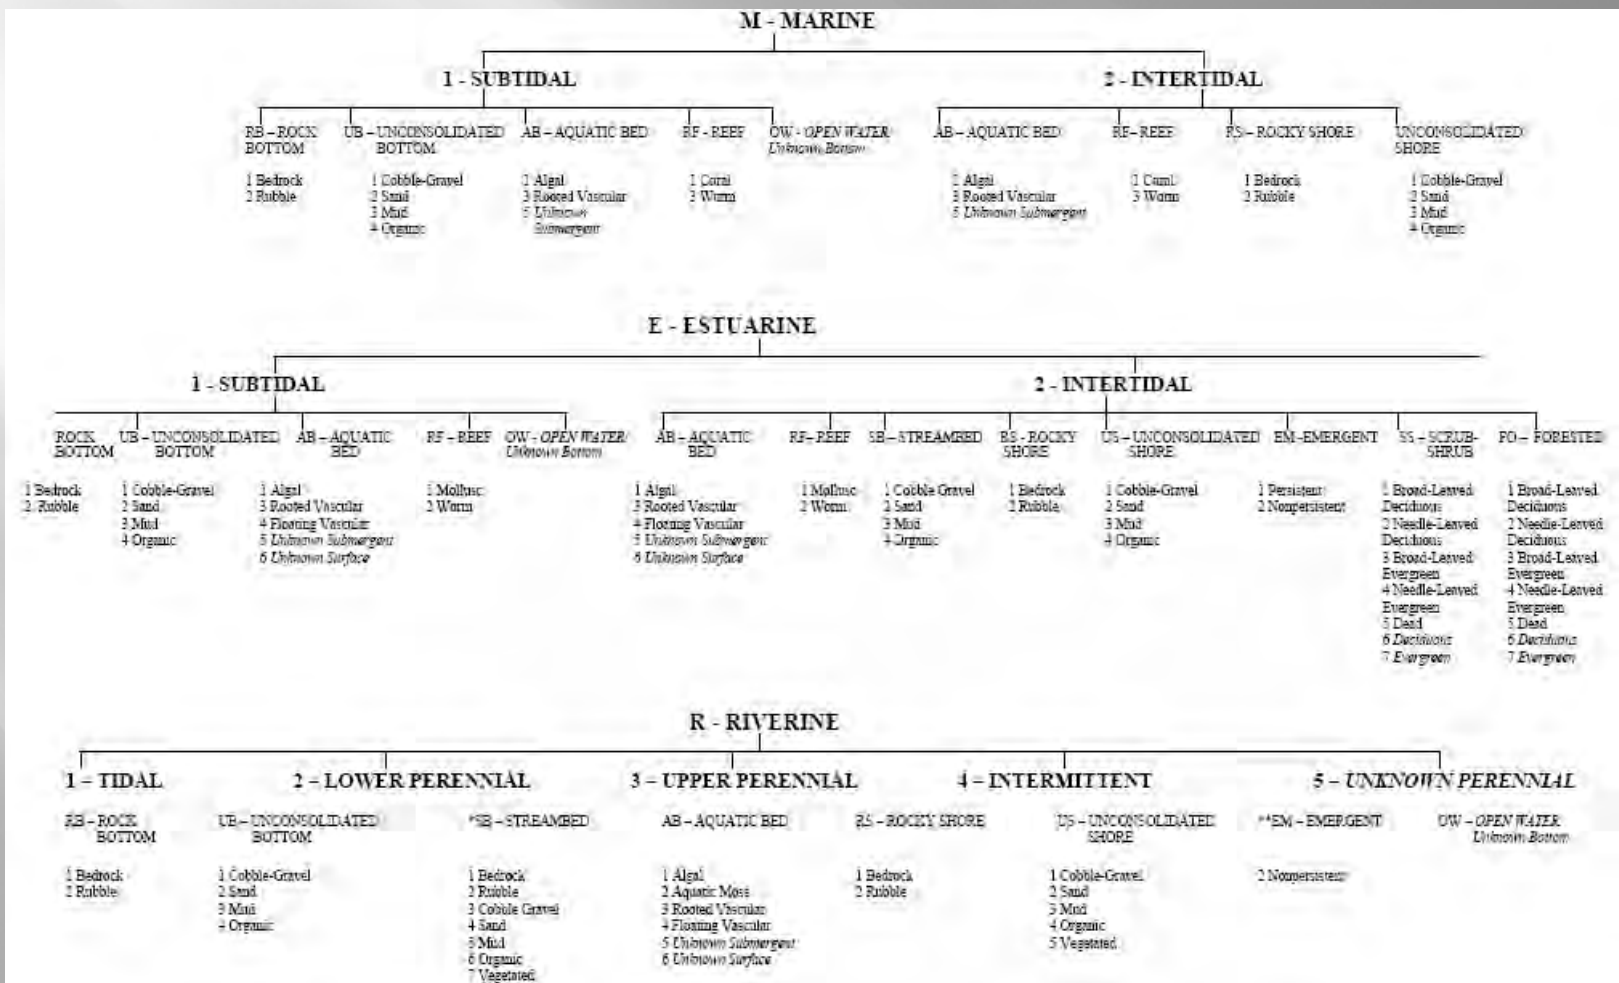 M - MARINE
1 - SUBTIDAL
2 - INTERTIDAL
RB – ROCK BOTTOM
UB – UNCONSOLIDATED BOTTOM
AB – AQUATIC BED
RF - REEF
OW - OPEN WATER/ Unknown Bottom
AB – AQUATIC BED
RF – REEF
RS – ROCKY SHORE
UNCONSOLIDATED SHORE
1 Bedrock
2 Rubble
1 Cobble-Gravel
2 Sand
3 Mud
4 Organic
1 Algal
3 Rooted Vascular
5 Unknown
Submergent
1 Coral
3 Worm
1 Algal
3 Rooted Vascular
5 Unknown Submergent
1 Coral
3 Worm
1 Bedrock
2 Rubble
1 Cobble-Gravel
2 Sand
3 Mud
4 Organic
E - ESTUARINE
1 - SUBTIDAL
2 - INTERTIDAL
ROCK BOTTOM
UB – UNCONSOLIDATED BOTTOM
AB – AQUATIC BED
RF – REEF
OW - OPEN WATER/ Unknown Bottom
AB – AQUATIC BED
RF – REEF
SB – STREAMBED
RS - ROCKY SHORE
US – UNCONSOLIDATED SHORE
EM-EMERGENT
SS – SCRUB-SHRUB
FO – FORESTED
1 Bedrock
2 Rubble
1 Cobble-Gravel
2 Sand
3 Mud
4 Organic
1 Algal
3 Rooted Vascular
4 Floating Vascular
5 Unknown Submergent
6 Unknown Surface
1 Mollusc
2 Worm
1 Algal
3 Rooted Vascular
4 Floating Vascular
5 Unknown Submergent
6 Unknown Surface
1 Mollusc
2 Worm
1 Cobble Gravel
2 Sand
3 Mud
4 Organic
1 Bedrock
2 Rubble
1 Cobble-Gravel
2 Sand
3 Mud
4 Organic
1 Persistent
2 Nonpersistent
1 Broad-Leaved
Deciduous
2 Needle-Leaved
Deciduous
3 Broad-Leaved
Evergreen
4 Needle-Leaved
Evergreen
5 Dead
6 Deciduous
7 Evergreen
1 Broad-Leaved
Deciduous
2 Needle-Leaved
Deciduous
3 Broad-Leaved
Evergreen
4 Needle-Leaved
Evergreen
5 Dead
6 Deciduous
7 Evergreen
R - RIVERINE
1 – TIDAL
2 – LOWER PERENNIAL
3 – UPPER PERENNIAL
4 – INTERMITTENT
5 – UNKNOWN PERENNIAL
RB – ROCK BOTTOM
UB – UNCONSOLIDATED BOTTOM
*SB – STREAMBED
AB – AQUATIC BED
RS – ROCKY SHORE
US – UNCONSOLIDATED SHORE
**EM – EMERGENT
OW – OPEN WATER/ Unknown Bottom
1 Bedrock
2 Rubble
1 Cobble-Gravel
2 Sand
3 Mud
4 Organic
1 Bedrock
2 Rubble
3 Cobble Gravel
4 Sand
5 Mud
6 Organic
7 Vegetated
1 Algal
2 Aquatic Moss
3 Rooted Vascular
4 Floating Vascular
5 Unknown Submergent
6 Unknown Surface
1 Bedrock
2 Rubble
1 Cobble-Gravel
2 Sand
3 Mud
4 Organic
5 Vegetated
2 Nonpersistent